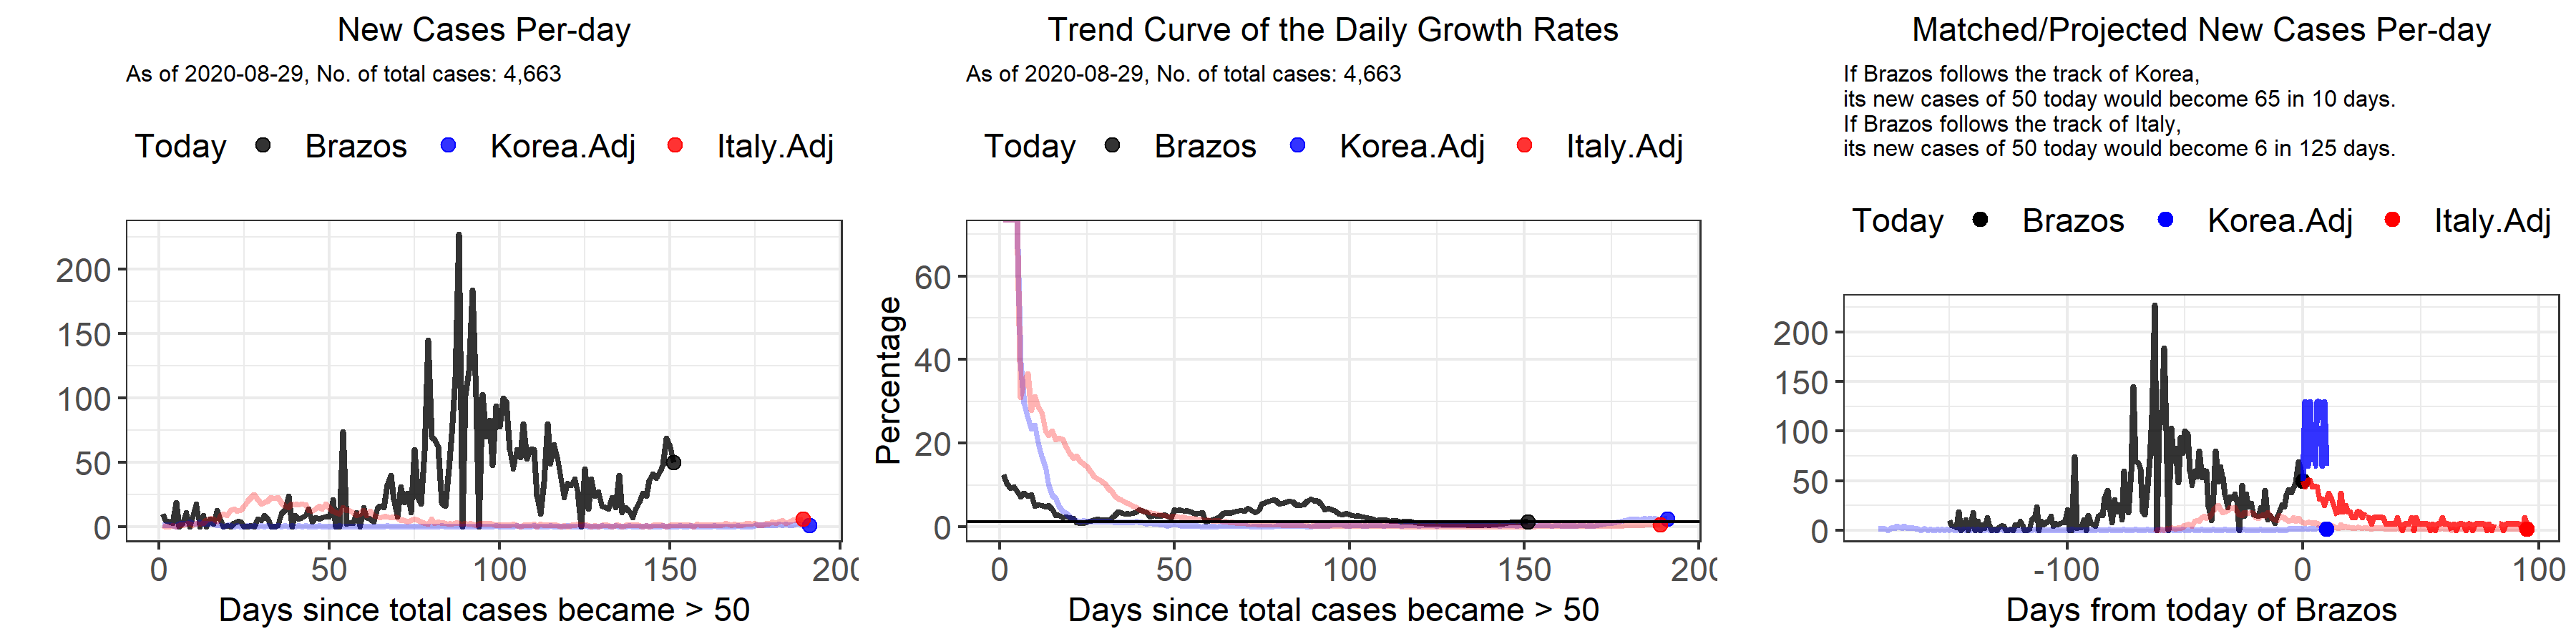 New Cases Per-day
As of 2020-08-29, No. of total cases: 4,663
Today Brazos Korea.Adj Italy.Adj
200
150
100
50
0
0 50 100 150 200
Days since total cases became > 50
Trend Curve of the Daily Growth Rates
As of 2020-08-29, No. of total cases: 4,663
Today Brazos Korea.Adj Italy.Adj
Percentage
60
40
20
0
0 50 100 150 200
Days since total cases became > 50
Matched/Projected New Cases Per-day
If Brazos follows the track of Korea,
its new cases of 50 today would become 65 in 10 days.
If Brazos follows the track of Italy,
its new cases of 50 today would become 6 in 125 days.
Today Brazos Korea.Adj Italy.Adj
200
150
100
50
0
-100 0 100
Days from today of Brazos